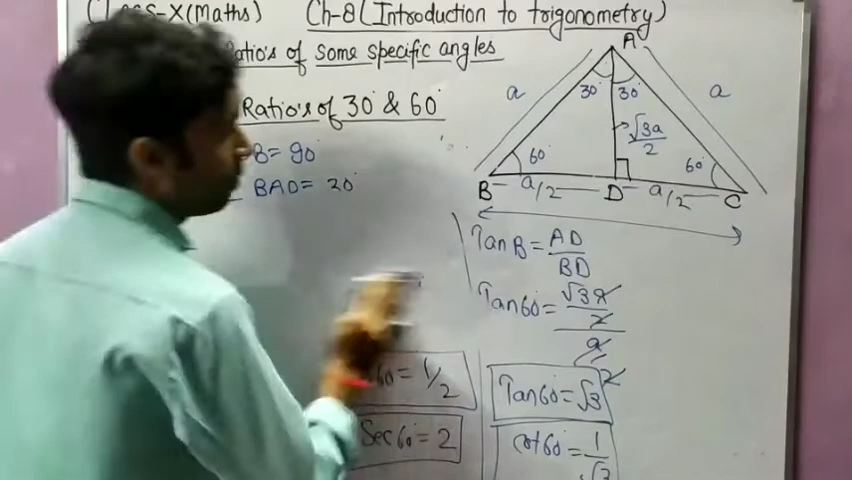 Class-X(Maths) Ch-8(Introduction to trigonometry)
Ratio's of some specific angles
Ratio's of 30° & 60°
B= 90°
BAD= 30°
A
30° 30°
a
a
√3a/2
60° 60°
B a/2 D a/2 C
Tan B = AD/BD
Tan60 = √3a/2 / a/2
60 = 1/2
Tan60 = √3
Sec60 = 2
Cot60 = 1/√3